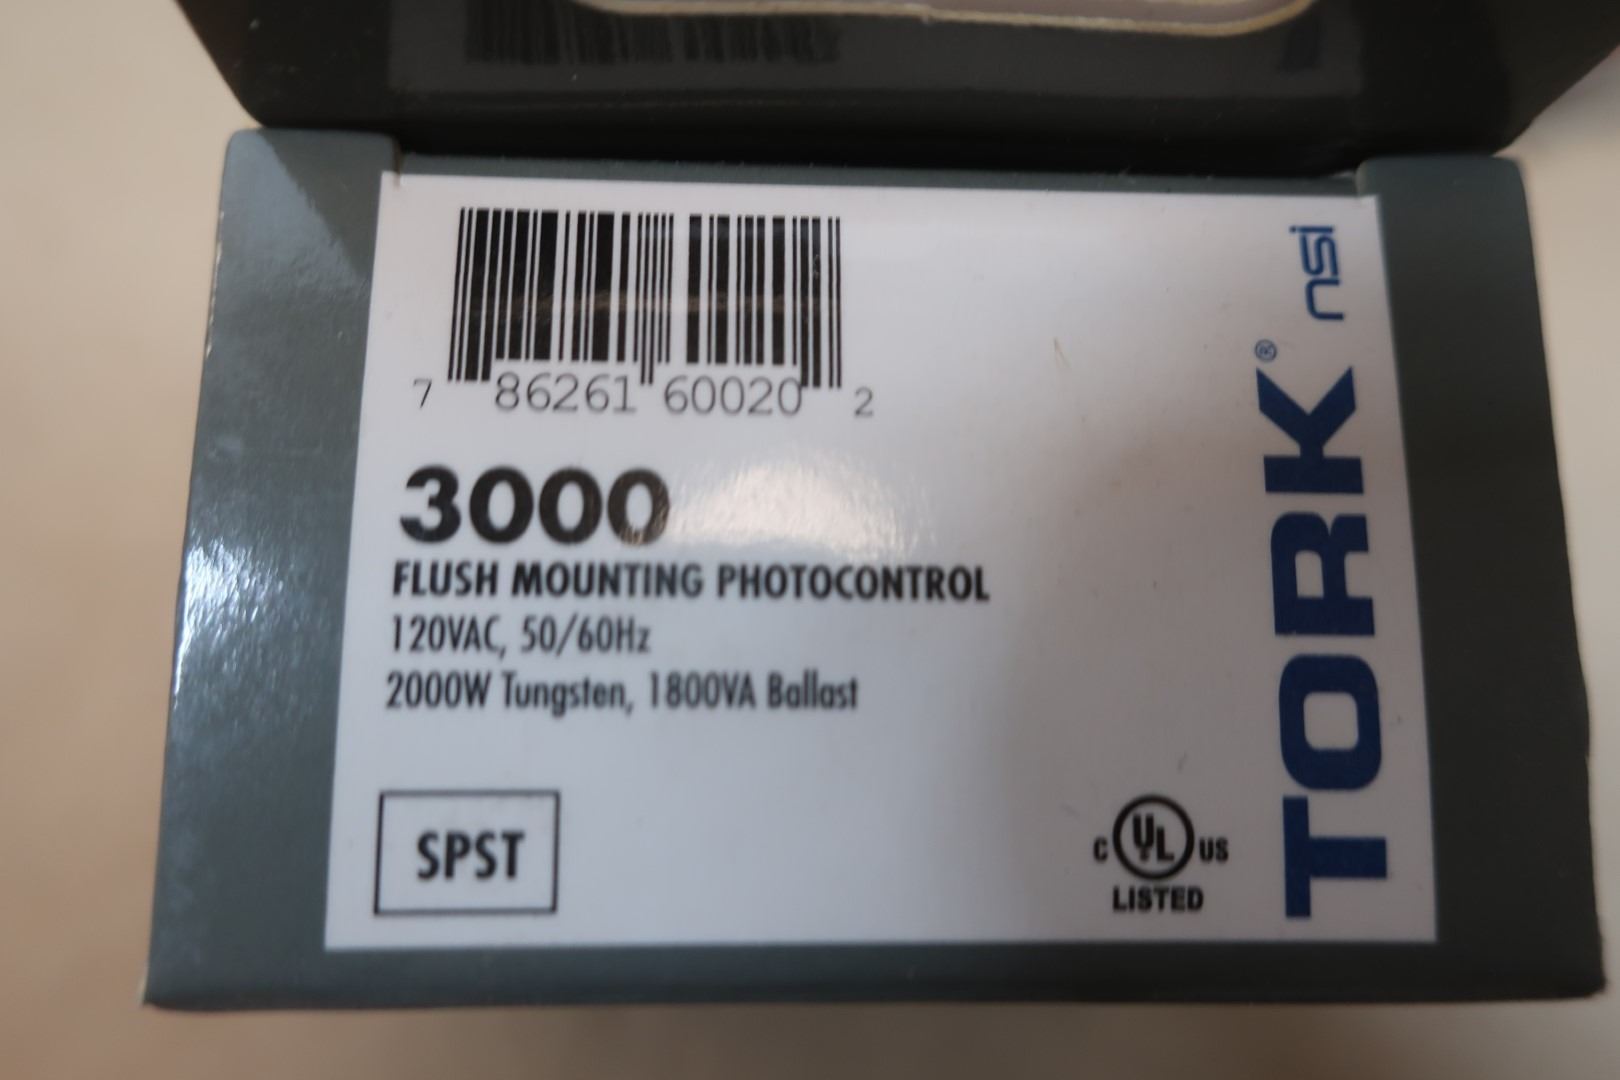 7 86261 60020 2
3000
FLUSH MOUNTING PHOTOCONTROL
120VAC, 50/60Hz
2000W Tungsten, 1800VA Ballast
SPST
C UL US
LISTED
TORK® nsi